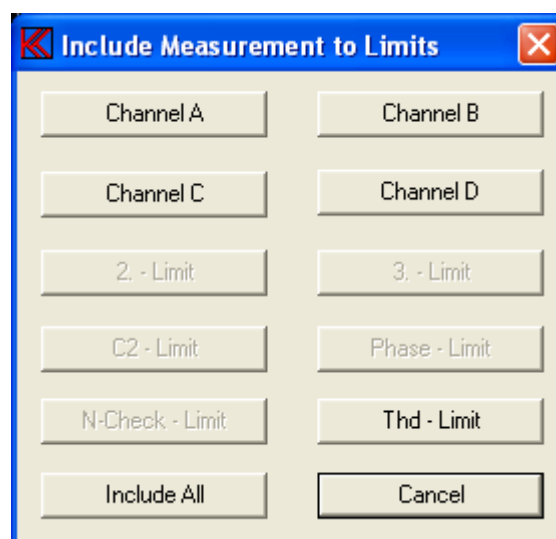 Include Measurement to Limits
Channel A
Channel B
Channel C
Channel D
2. - Limit
3. - Limit
C2 - Limit
Phase - Limit
N-Check - Limit
Thd - Limit
Include All
Cancel